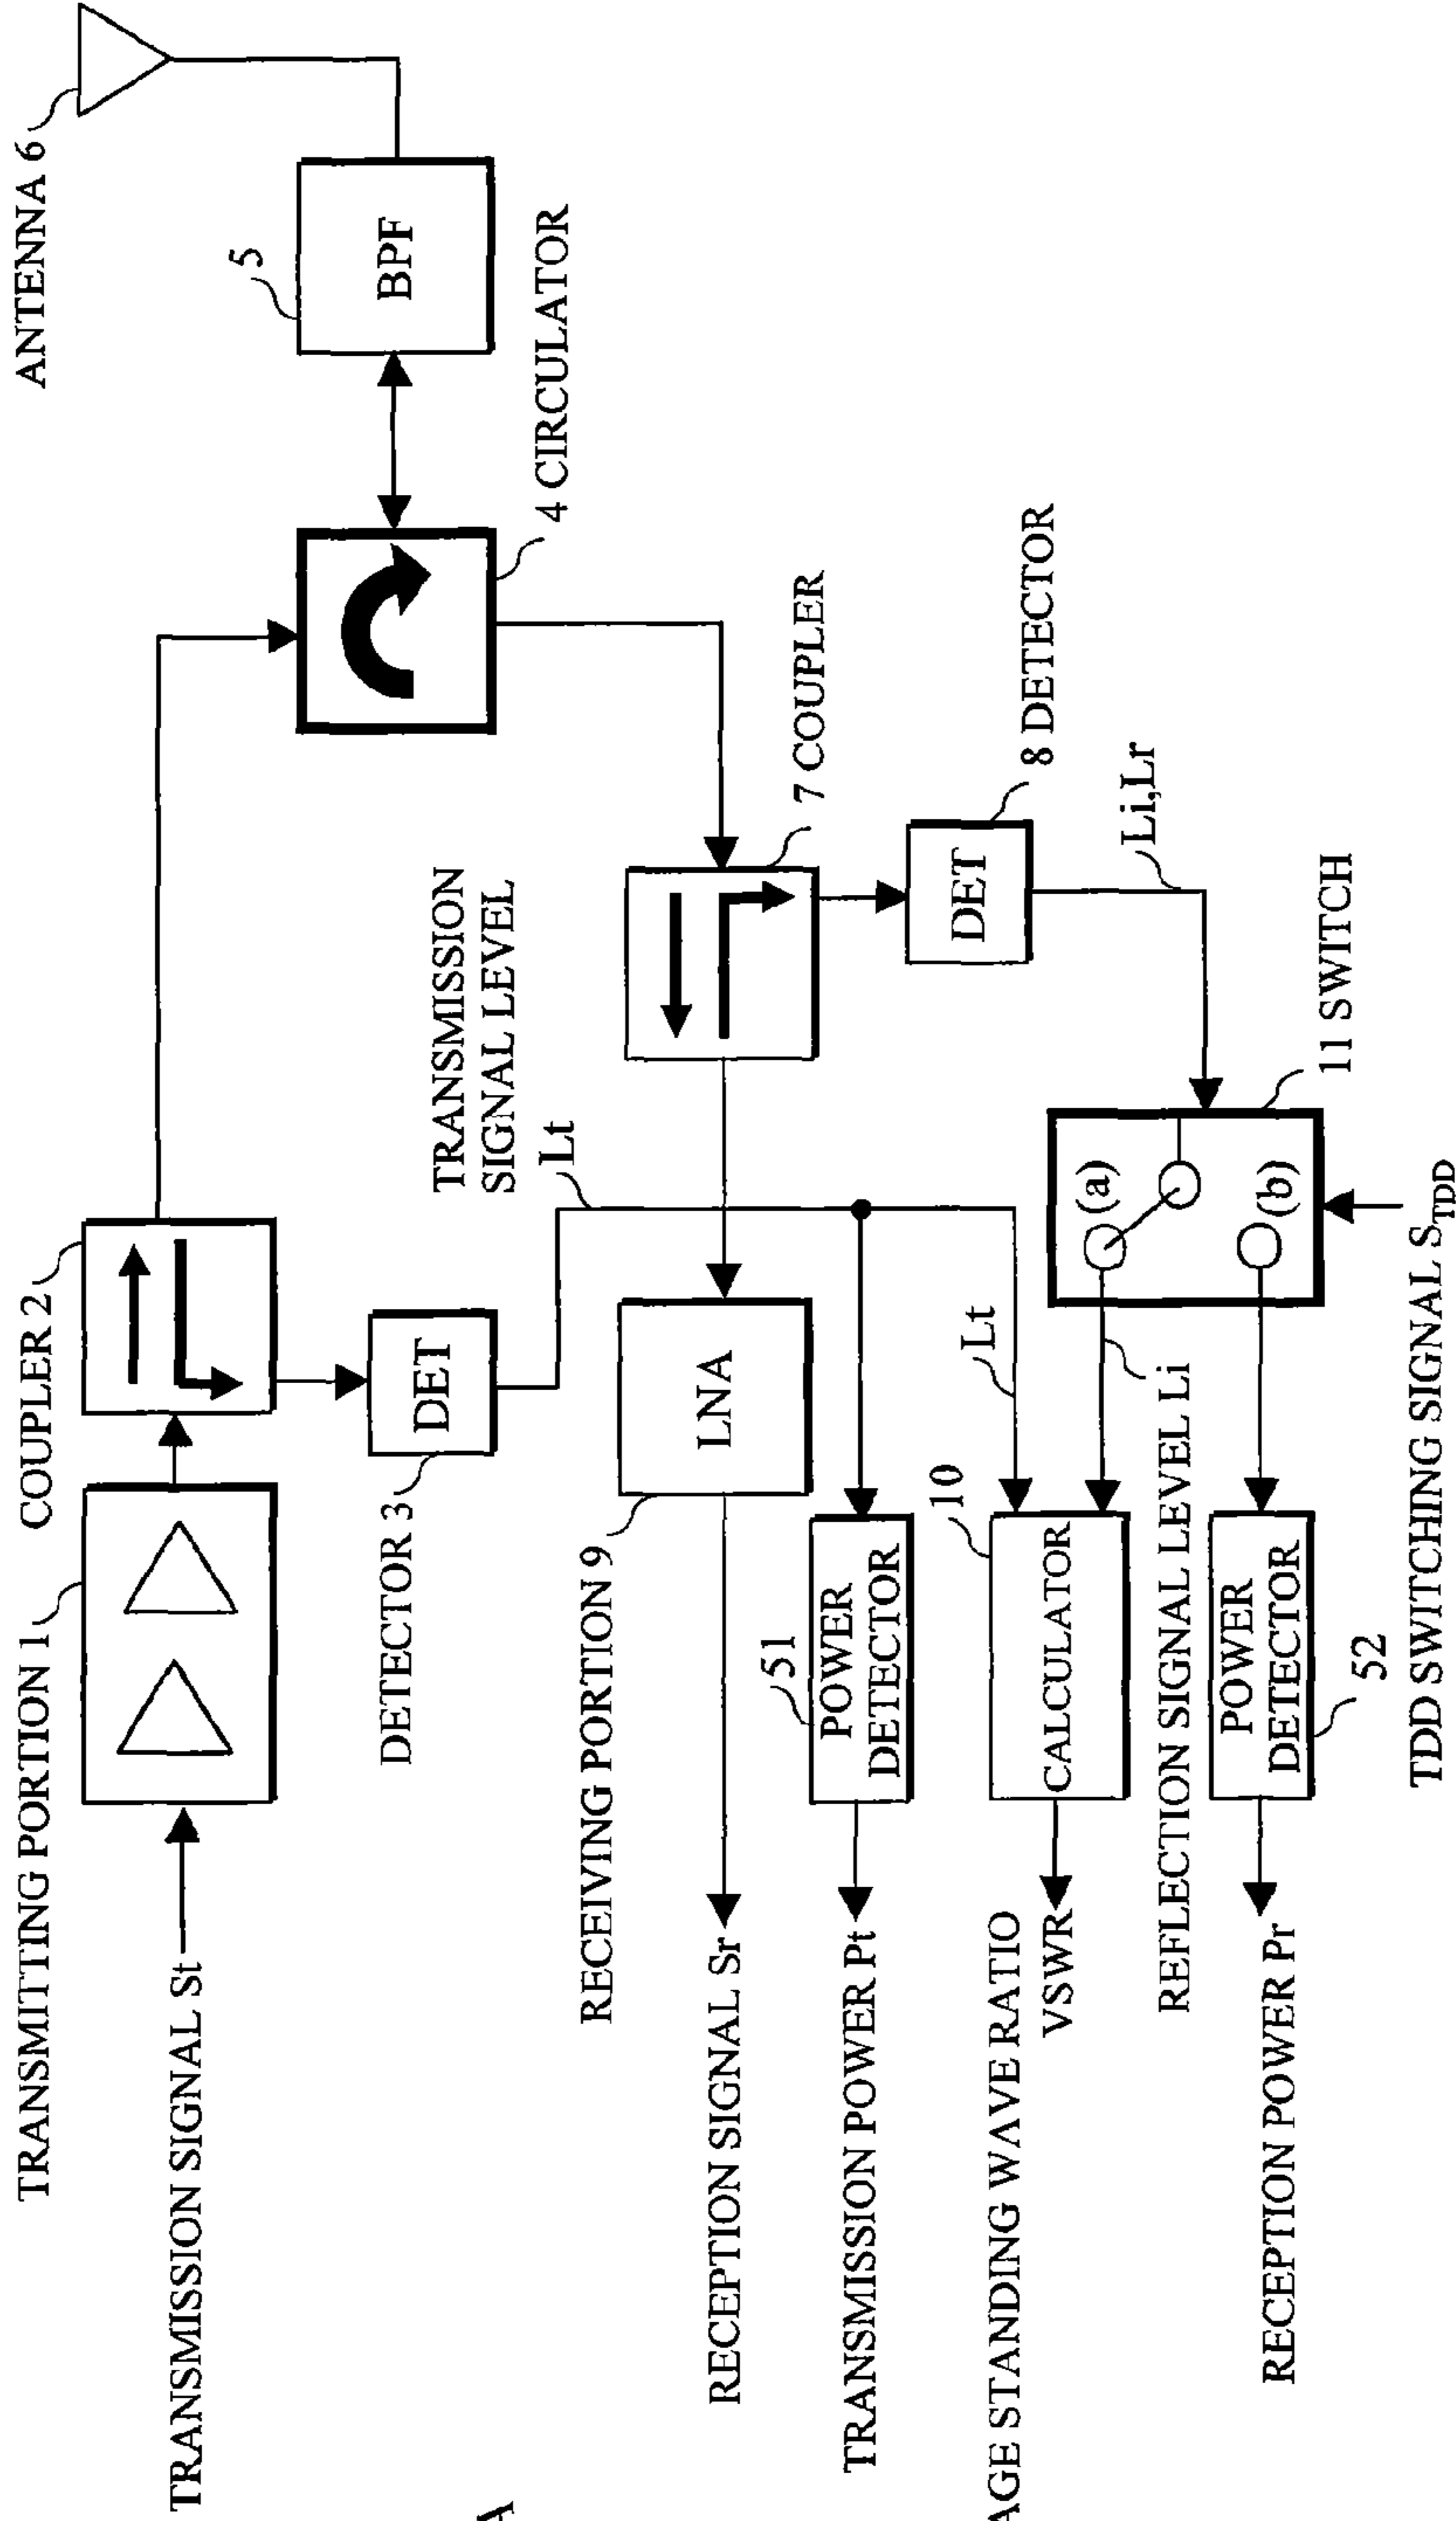 TRANSMITTING PORTION 1
COUPLER 2
ANTENNA 6
TRANSMISSION SIGNAL St
5
BPF
DETECTOR 3
DET
4 CIRCULATOR
TRANSMISSION
SIGNAL LEVEL
Lt
7 COUPLER
RECEIVING PORTION 9
LNA
8 DETECTOR
DET
Li,Lr
RECEPTION SIGNAL Sr
51
POWER
DETECTOR
TRANSMISSION POWER Pt
10
Lt
CALCULATOR
STANDING WAVE RATIO
VSWR
REFLECTION SIGNAL LEVEL Li
(a)
(b)
11 SWITCH
POWER
DETECTOR
52
RECEPTION POWER Pr
TDD SWITCHING SIGNAL STDD